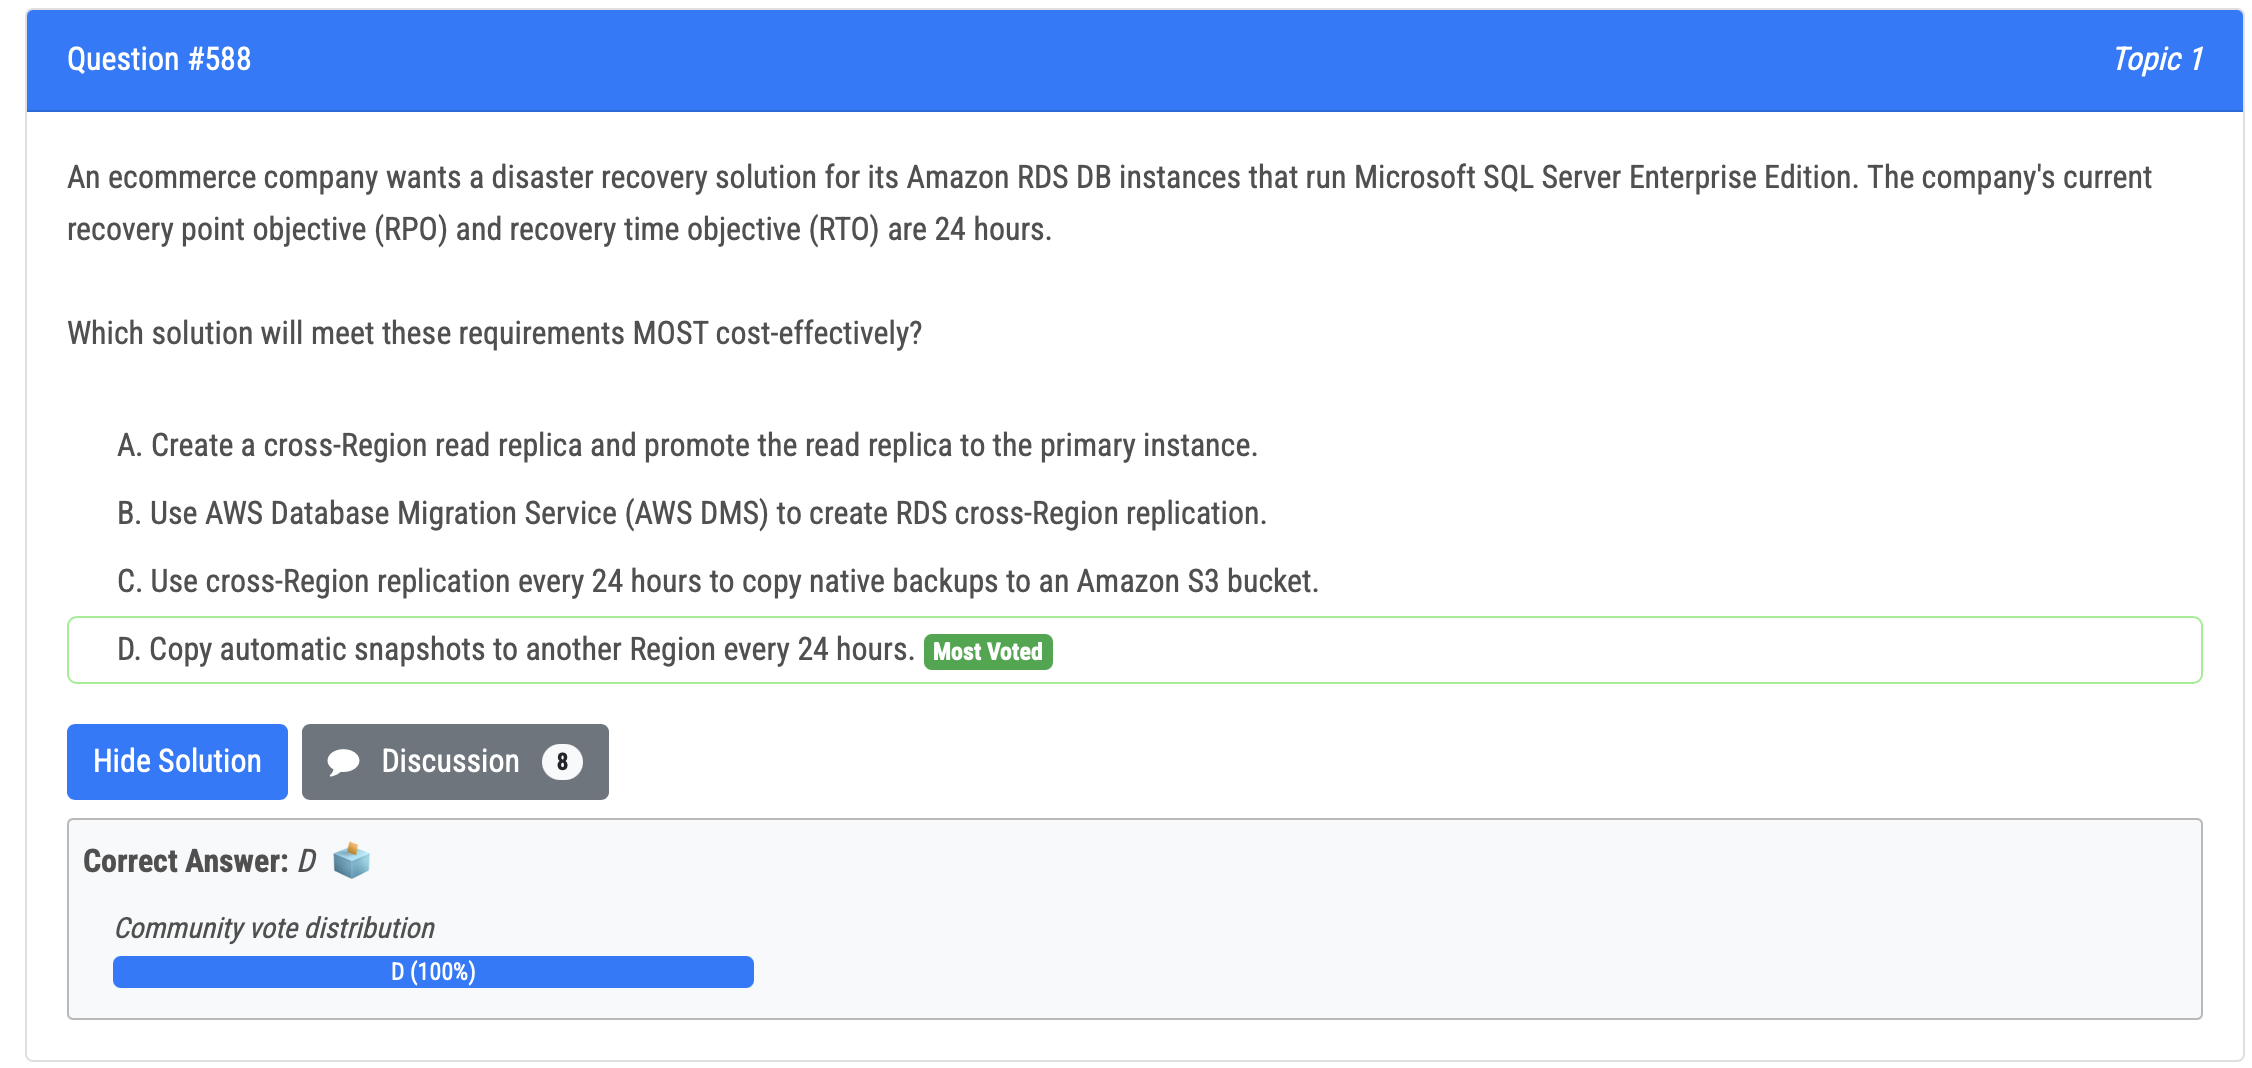 Question #588
Topic 1
An ecommerce company wants a disaster recovery solution for its Amazon RDS DB instances that run Microsoft SQL Server Enterprise Edition. The company's current
recovery point objective (RPO) and recovery time objective (RTO) are 24 hours.
Which solution will meet these requirements MOST cost-effectively?
A. Create a cross-Region read replica and promote the read replica to the primary instance.
B. Use AWS Database Migration Service (AWS DMS) to create RDS cross-Region replication.
C. Use cross-Region replication every 24 hours to copy native backups to an Amazon S3 bucket.
D. Copy automatic snapshots to another Region every 24 hours. Most Voted
Hide Solution
Discussion 8
Correct Answer: D
Community vote distribution
D (100%)